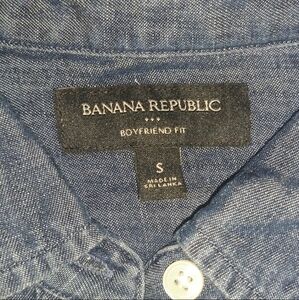 BANANA REPUBLIC
BOYFRIEND FIT
S
MADE IN
SRI LANKA